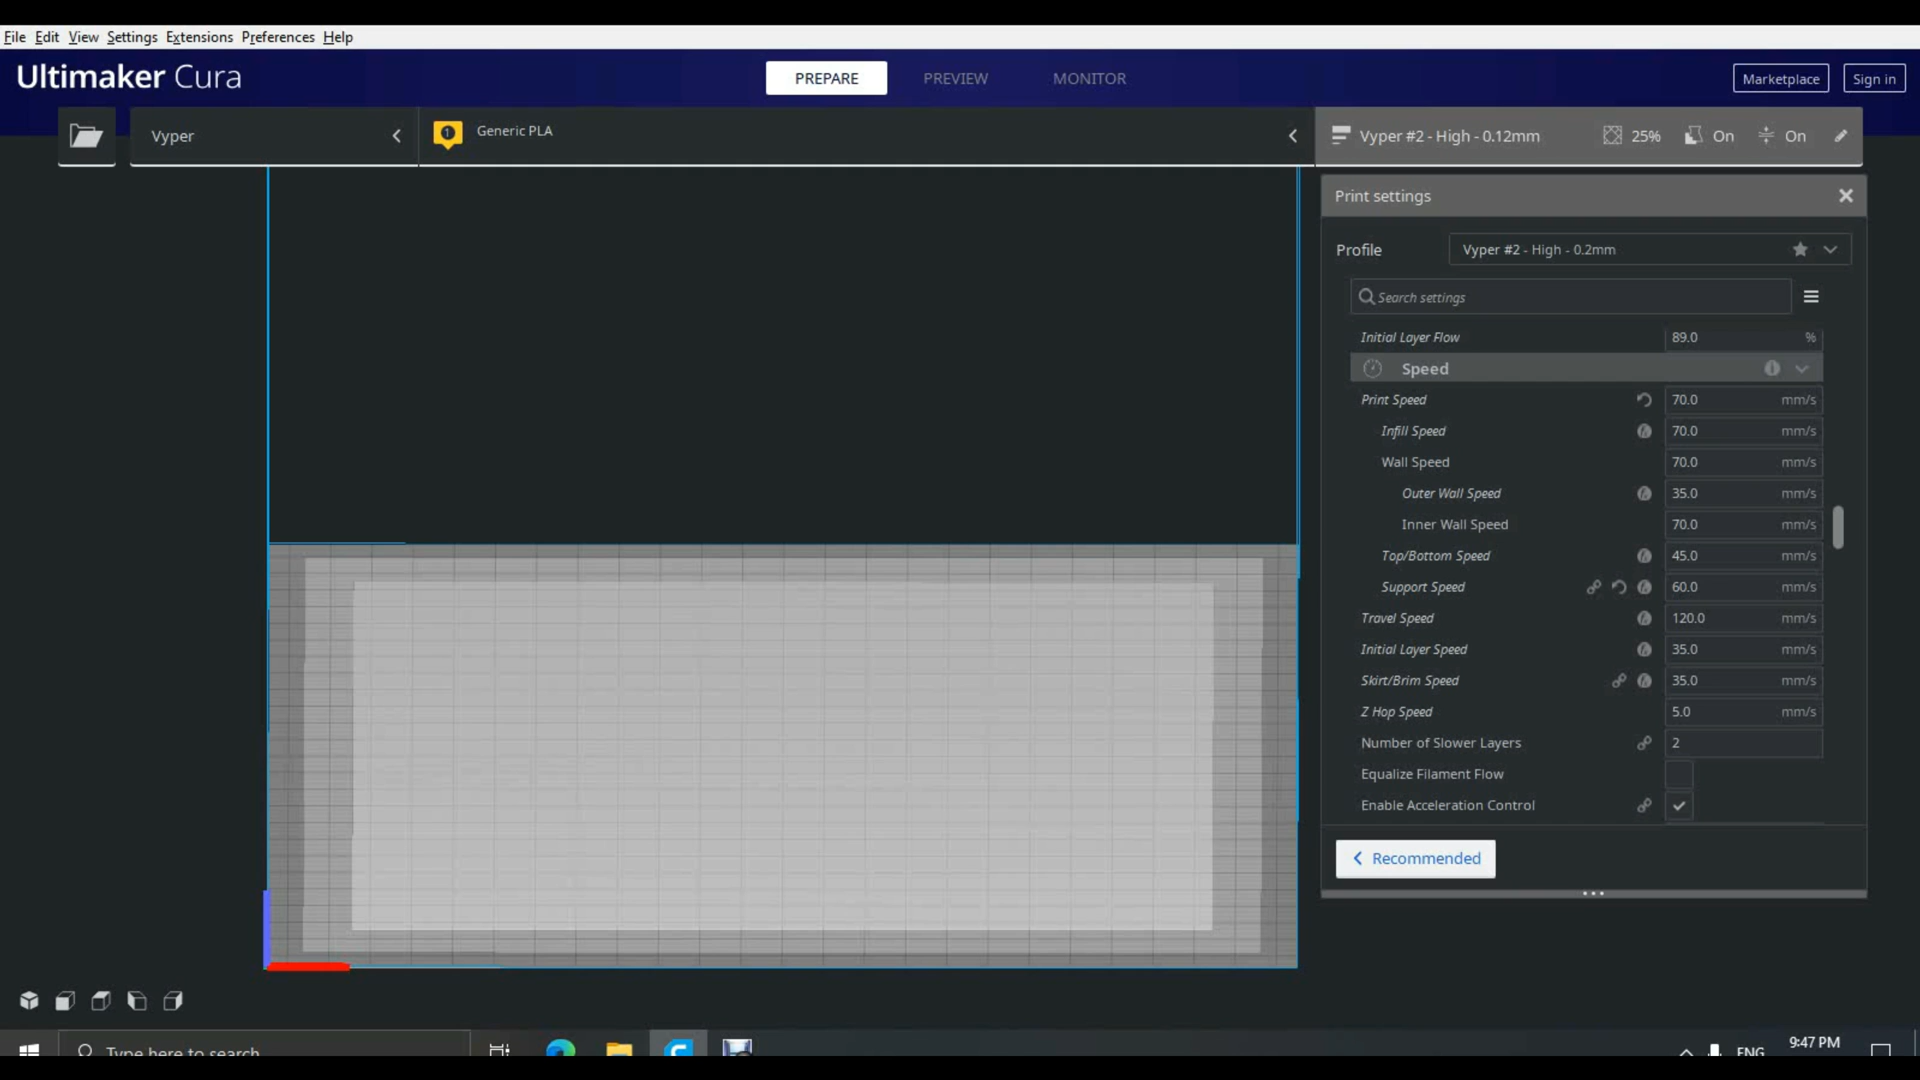 File Edit View Settings Extensions Preferences Help
Ultimaker Cura
PREPARE PREVIEW MONITOR
Marketplace Sign in
Vyper
1 Generic PLA
Vyper #2 - High - 0.12mm 25% On On
Print settings
Profile Vyper #2 - High - 0.2mm
Search settings
Initial Layer Flow 89.0 %
Speed
Print Speed 70.0 mm/s
Infill Speed 70.0 mm/s
Wall Speed 70.0 mm/s
Outer Wall Speed 35.0 mm/s
Inner Wall Speed 70.0 mm/s
Top/Bottom Speed 45.0 mm/s
Support Speed 60.0 mm/s
Travel Speed 120.0 mm/s
Initial Layer Speed 35.0 mm/s
Skirt/Brim Speed 35.0 mm/s
Z Hop Speed 5.0 mm/s
Number of Slower Layers 2
Equalize Filament Flow
Enable Acceleration Control
Recommended
Type here to search
ENG
9:47 PM